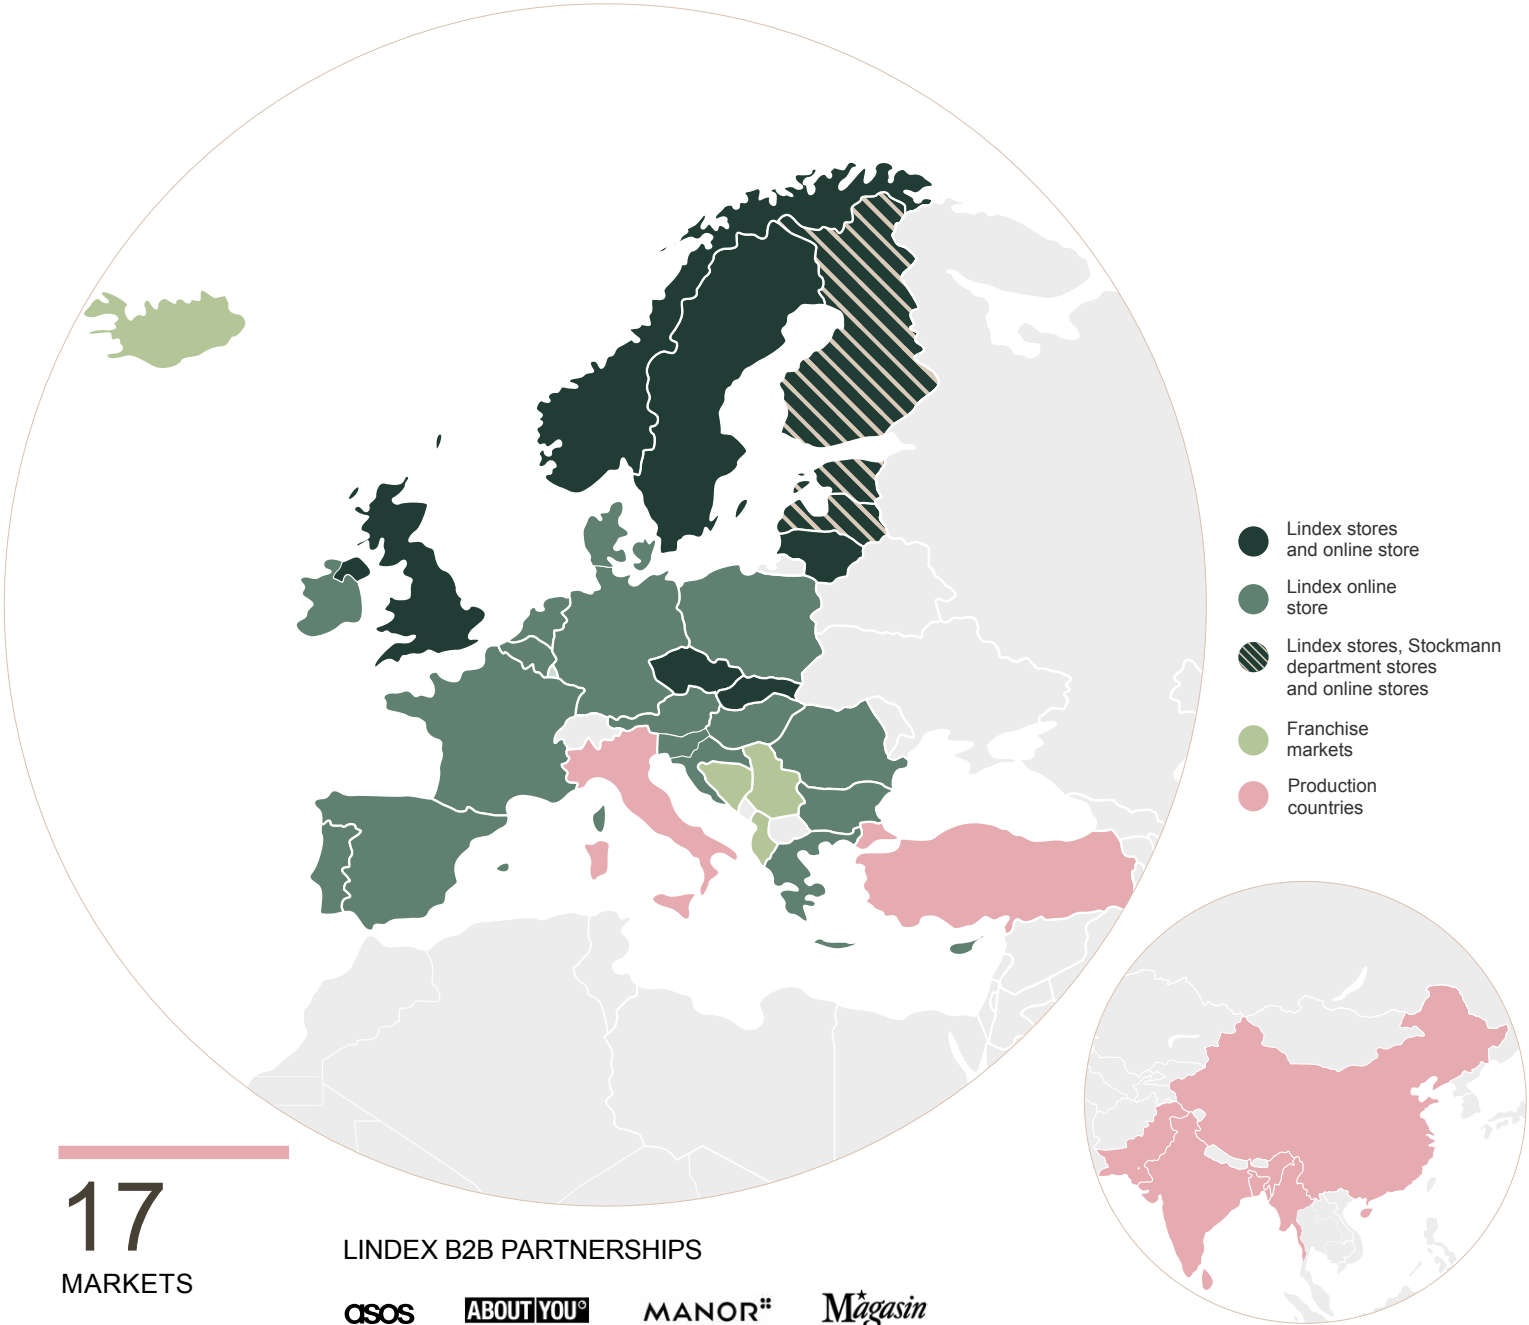 Lindex stores
and online store
Lindex online
store
Lindex stores, Stockmann
department stores
and online stores
Franchise
markets
Production
countries
17
MARKETS
LINDEX B2B PARTNERSHIPS
asos
ABOUT YOU°
MANOR
Magasin